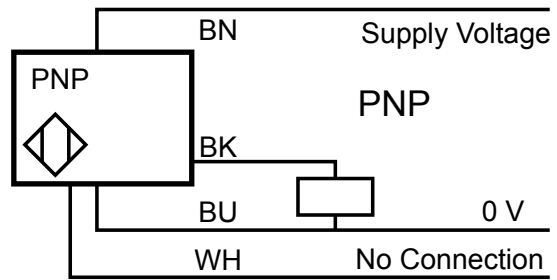 BN Supply Voltage
PNP
PNP
BK
BU 0 V
WH No Connection